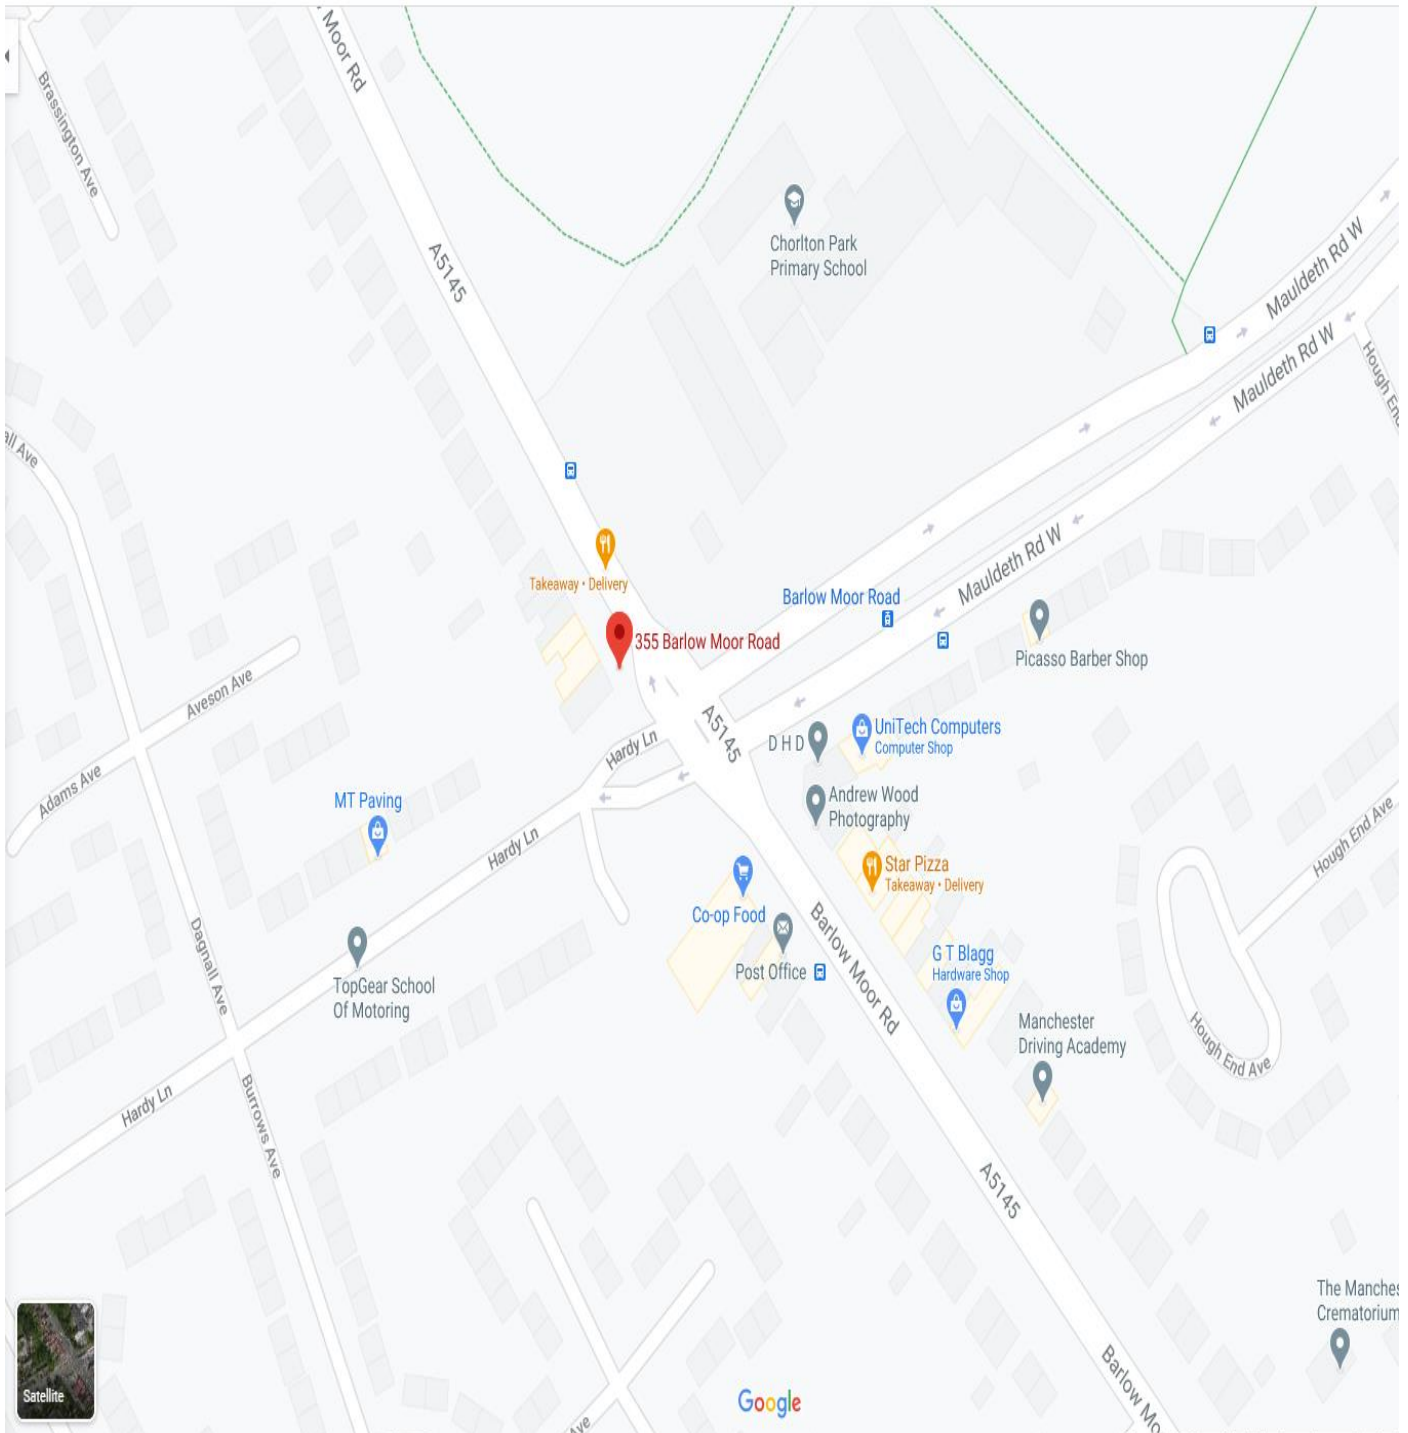 Moor Rd
Brassington Ave
A5145
Chorlton Park
Primary School
Mauldeth Rd W
Mauldeth Rd W
Hough End
all Ave
Takeaway • Delivery
Mauldeth Rd W
Barlow Moor Road
355 Barlow Moor Road
Picasso Barber Shop
Aveson Ave
A5145
Hardy Ln
D H D
UniTech Computers
Computer Shop
Adams Ave
MT Paving
Andrew Wood
Photography
Hardy Ln
Hough End Ave
Star Pizza
Takeaway • Delivery
Co-op Food
Barlow Moor Rd
Dagnall Ave
Post Office
G T Blagg
Hardware Shop
TopGear School
Of Motoring
Manchester
Driving Academy
Hough End Ave
Hardy Ln
Burrows Ave
A5145
The Manches
Crematorium
Barlow Mo
Satellite
Google
Ave